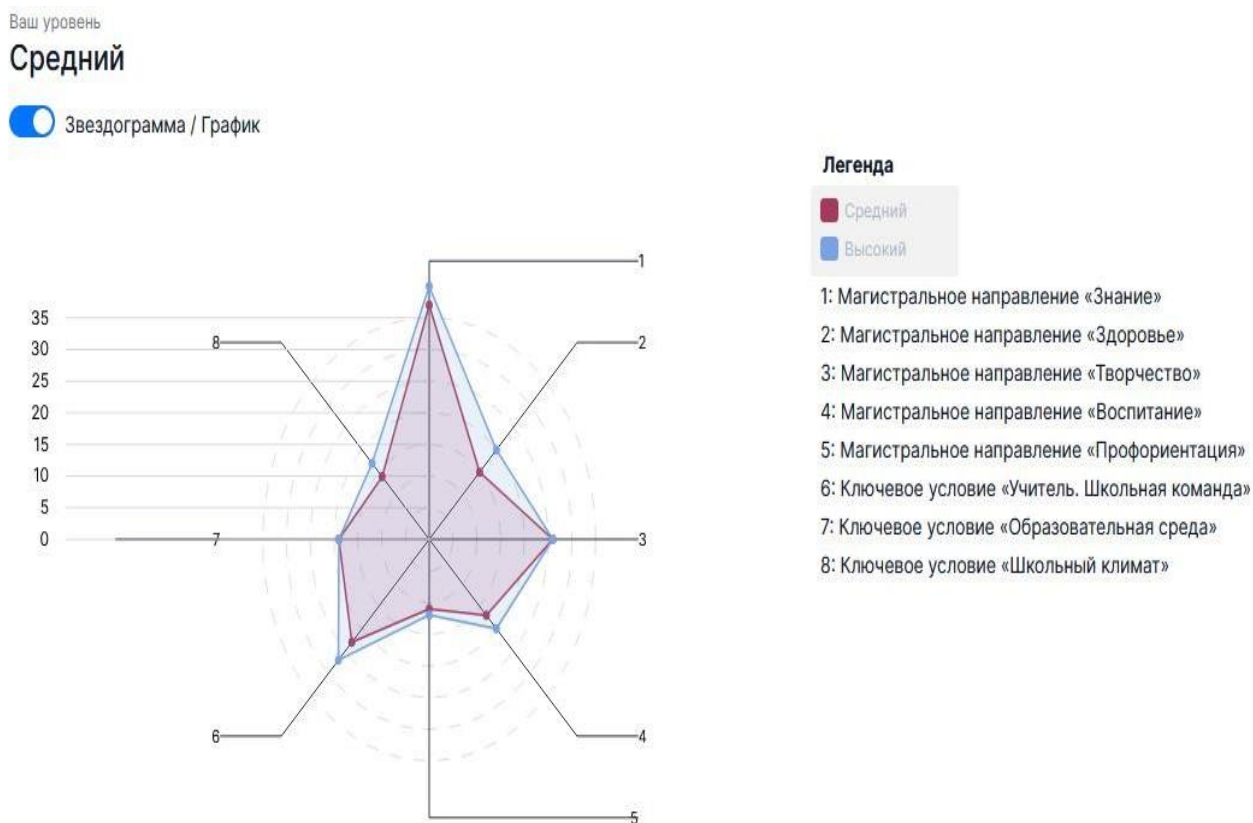 Ваш уровень
Средний
Звездограмма / График
Легенда
Средний
Высокий
1: Магистральное направление «Знание»
2: Магистральное направление «Здоровье»
3: Магистральное направление «Творчество»
4: Магистральное направление «Воспитание»
5: Магистральное направление «Профориентация»
6: Ключевое условие «Учитель. Школьная команда»
7: Ключевое условие «Образовательная среда»
8: Ключевое условие «Школьный климат»
1
35
30
25
20
15
10
5
0
8
2
7
3
6
4
5